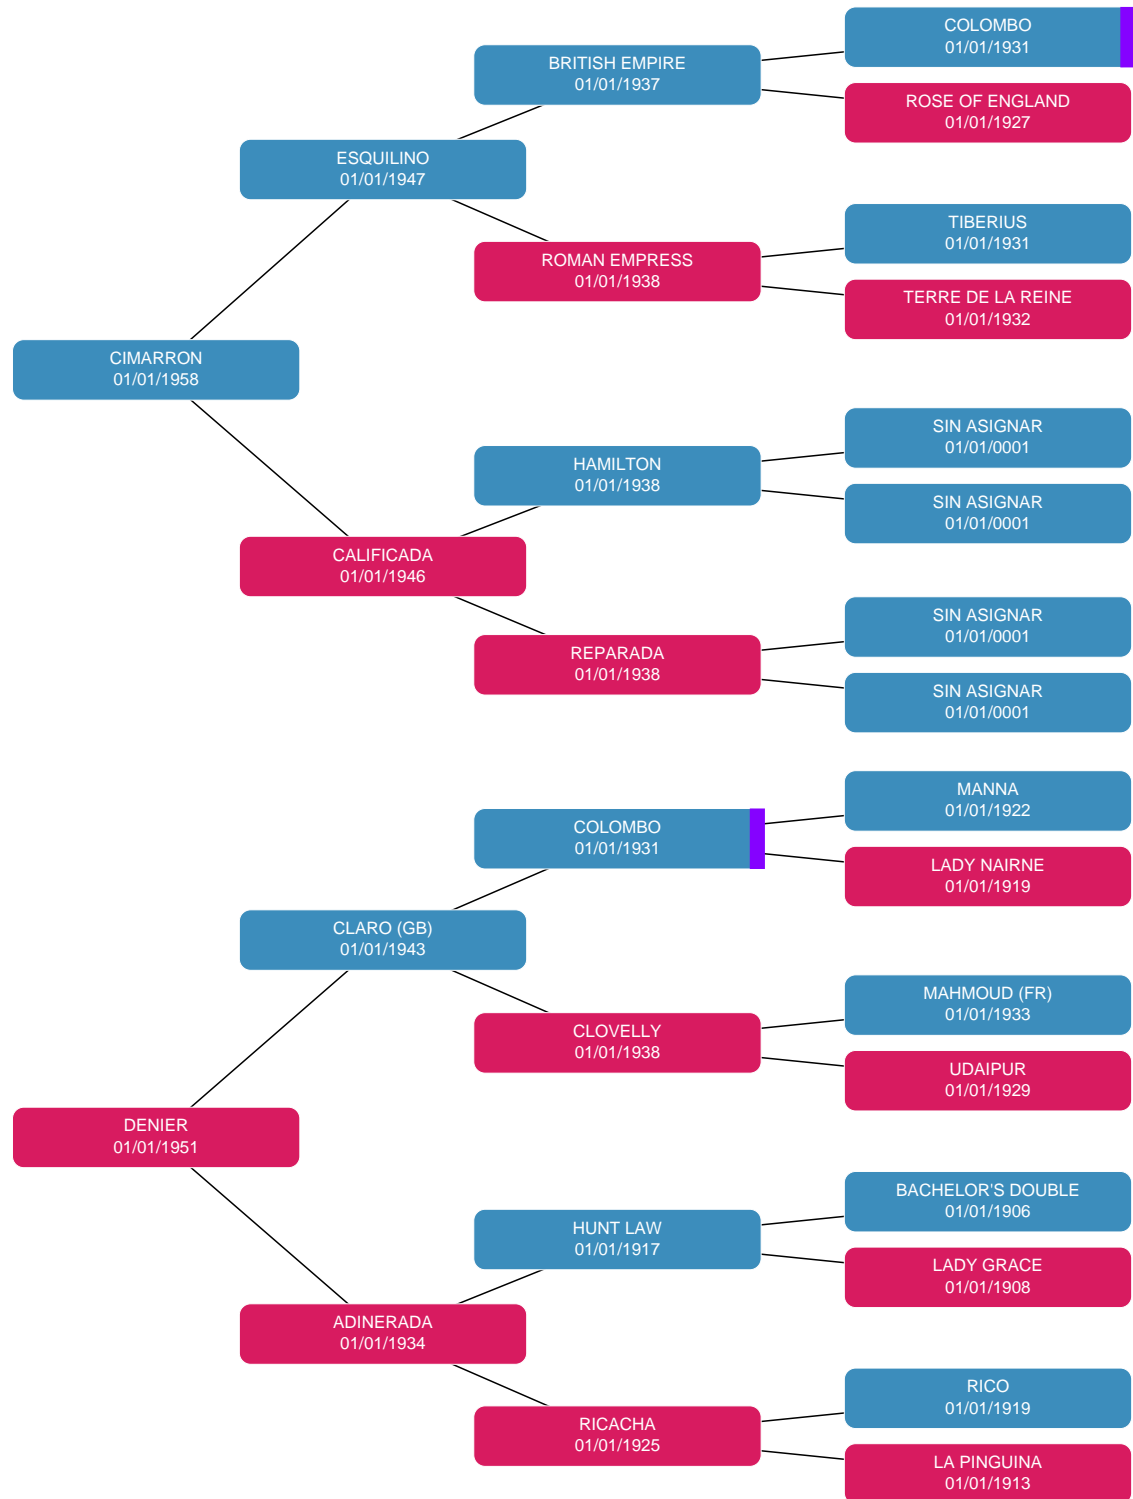 COLOMBO
01/01/1931
BRITISH EMPIRE
01/01/1937
ROSE OF ENGLAND
01/01/1927
ESQUILINO
01/01/1947
TIBERIUS
01/01/1931
ROMAN EMPRESS
01/01/1938
TERRE DE LA REINE
01/01/1932
CIMARRON
01/01/1958
SIN ASIGNAR
01/01/0001
HAMILTON
01/01/1938
SIN ASIGNAR
01/01/0001
CALIFICADA
01/01/1946
SIN ASIGNAR
01/01/0001
REPARADA
01/01/1938
SIN ASIGNAR
01/01/0001
MANNA
01/01/1922
COLOMBO
01/01/1931
LADY NAIRNE
01/01/1919
CLARO (GB)
01/01/1943
MAHMOUD (FR)
01/01/1933
CLOVELLY
01/01/1938
UDAIPUR
01/01/1929
DENIER
01/01/1951
BACHELOR'S DOUBLE
01/01/1906
HUNT LAW
01/01/1917
LADY GRACE
01/01/1908
ADINERADA
01/01/1934
RICO
01/01/1919
RICACHA
01/01/1925
LA PINGUINA
01/01/1913